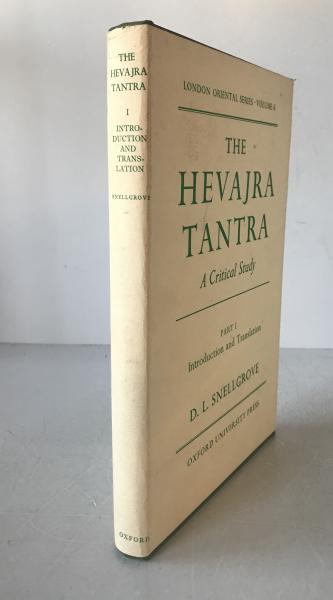 THE
HEVAJRA
TANTRA
I
INTRO-
DUCTION
AND
TRANS-
LATION
SNELLGROVE
OXFORD
LONDON ORIENTAL SERIES · VOLUME 6
THE
HEVAJRA
TANTRA
A Critical Study
PART I
Introduction and Translation
D. L. SNELLGROVE
OXFORD UNIVERSITY PRESS